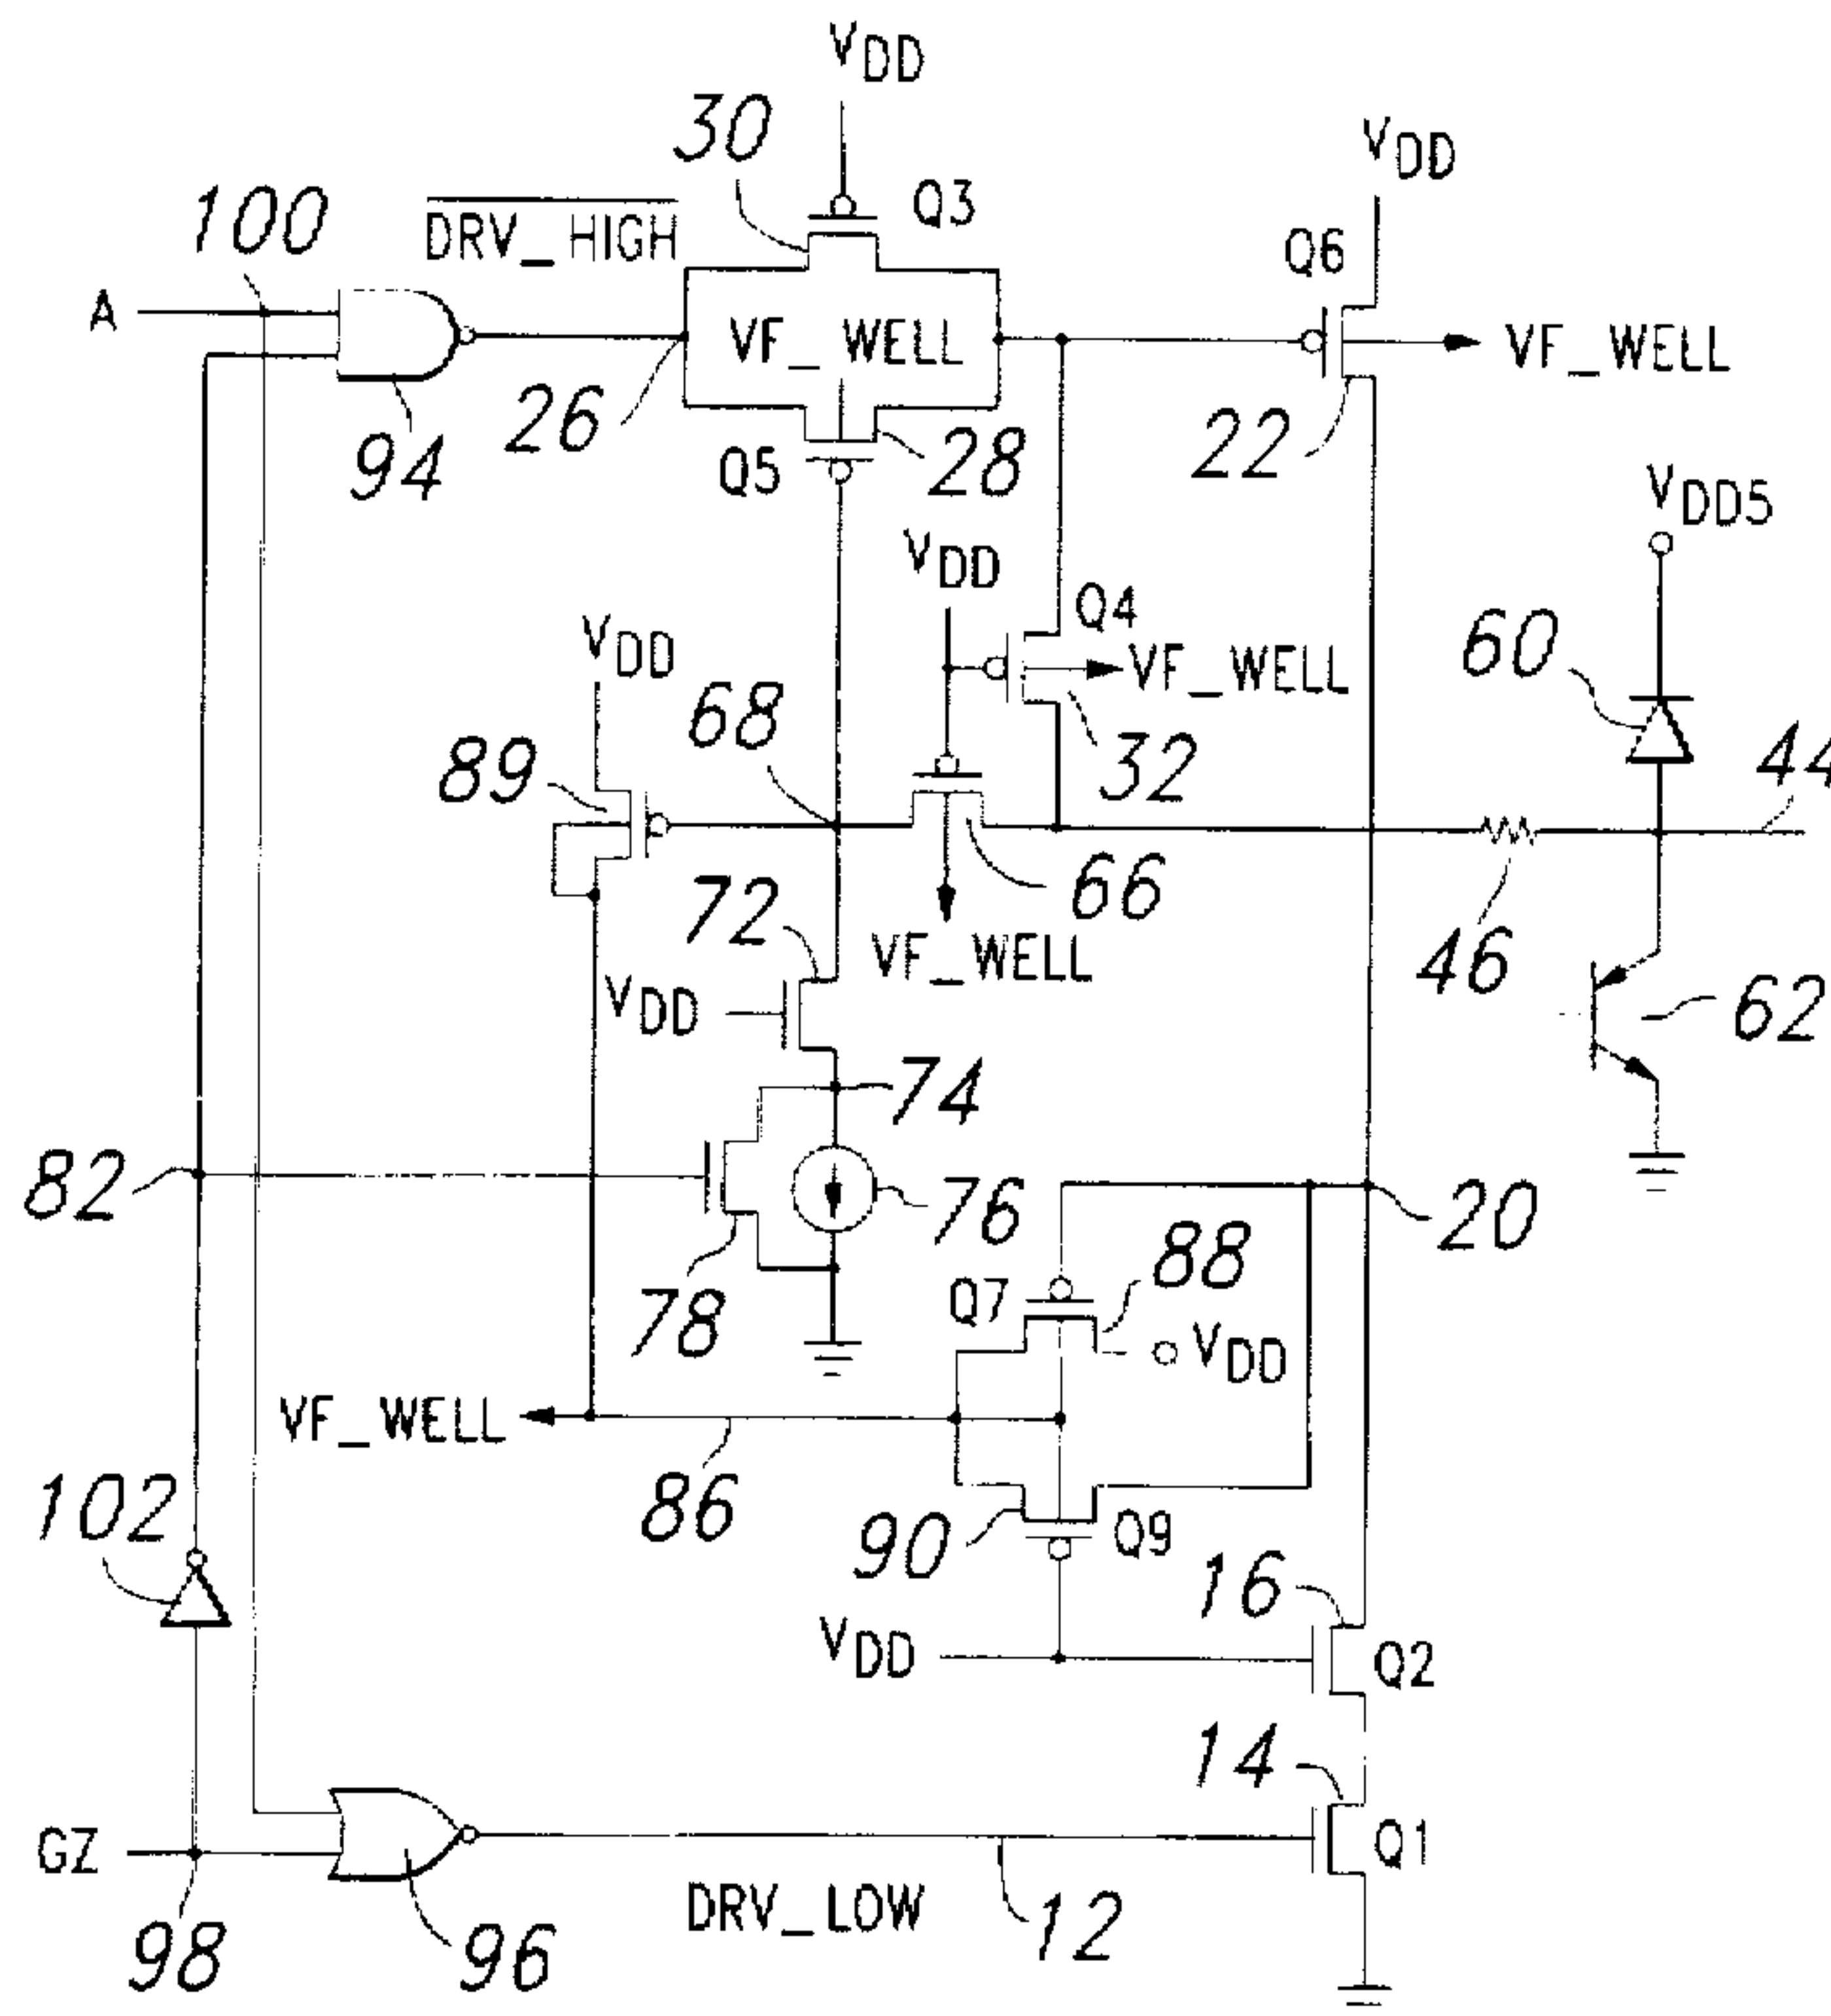 VDD
30
VDD
100
DRV_HIGH
Q3
Q6
A
VF_WELL
VF_WELL
26
94
Q5
28
22
VDD5
VDD
Q4
VDD
60
VF_WELL
68
89
32
44
72
66
46
VF_WELL
VDD
62
74
82
76
20
78
Q7
88
VDD
VF_WELL
86
102
90
Q9
16
VDD
Q2
14
GZ
Q1
DRV_LOW
12
98
96